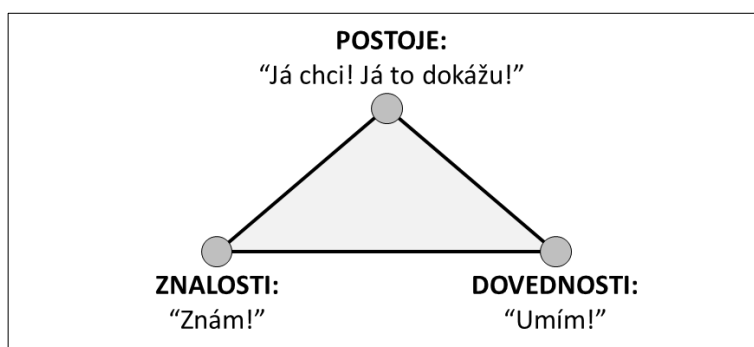 POSTOJE:
“Já chci! Já to dokážu!”
ZNALOSTI:
“Znám!”
DOVEDNOSTI:
“Umím!”